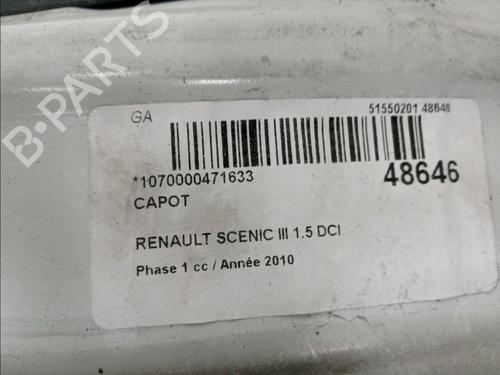 B-PARTS
GA
51550201 48646
*1070000471633
48646
CAPOT
RENAULT SCENIC III 1.5 DCI
Phase 1 cc / Année 2010